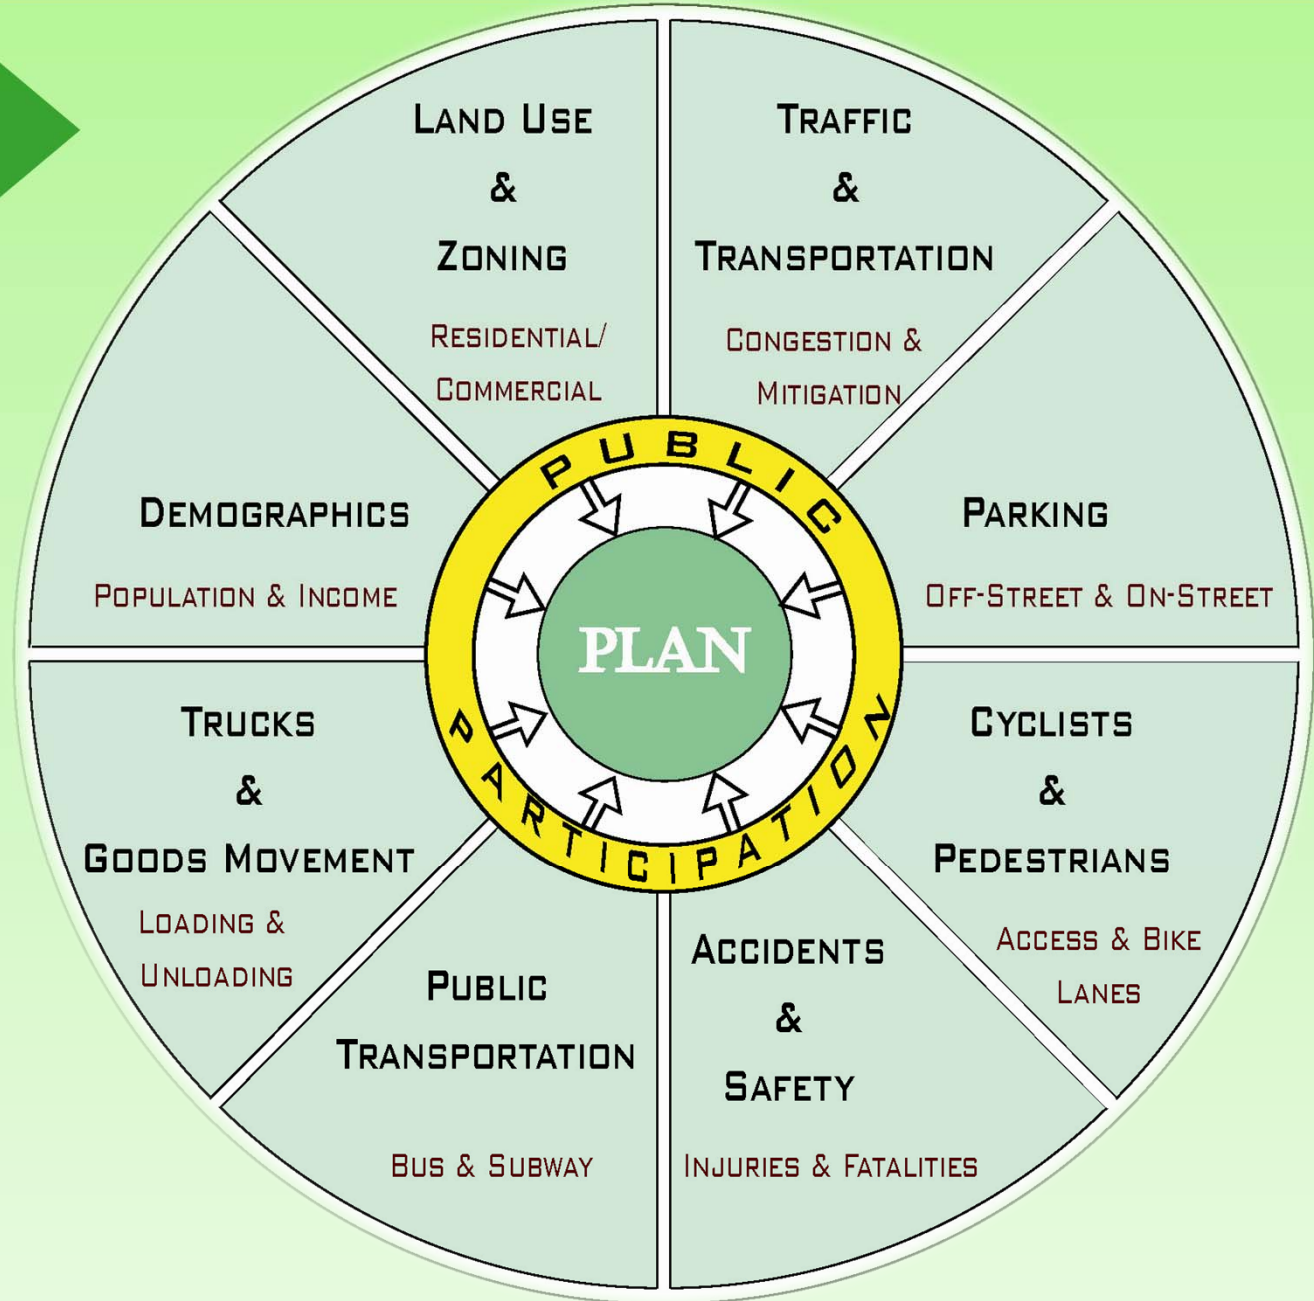 LAND USE
&
ZONING
RESIDENTIAL/
COMMERCIAL
TRAFFIC
&
TRANSPORTATION
CONGESTION &
MITIGATION
PARKING
OFF-STREET & ON-STREET
CYCLISTS
&
PEDESTRIANS
ACCESS & BIKE
LANES
ACCIDENTS
&
SAFETY
INJURIES & FATALITIES
PUBLIC
TRANSPORTATION
BUS & SUBWAY
TRUCKS
&
GOODS MOVEMENT
LOADING &
UNLOADING
DEMOGRAPHICS
POPULATION & INCOME
PUBLIC
PARTICIPATION
PLAN